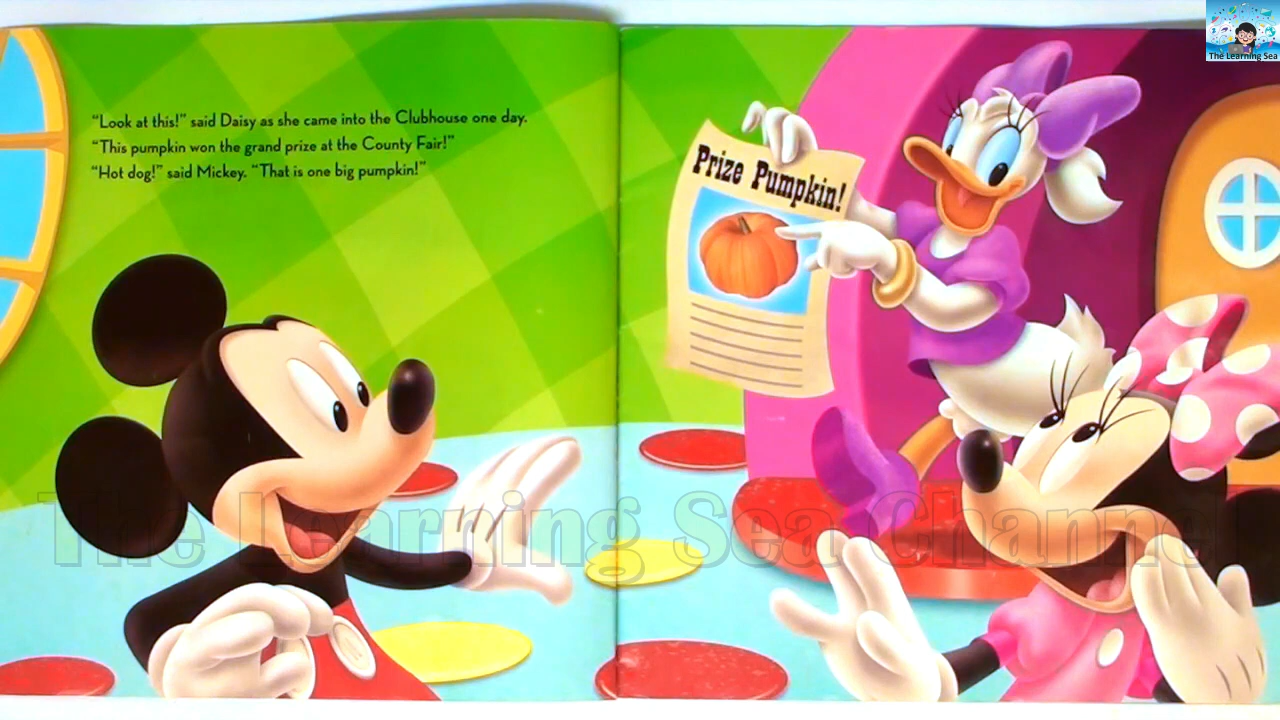 "Look at this!" said Daisy as she came into the Clubhouse one day.
"This pumpkin won the grand prize at the County Fair!"
"Hot dog!" said Mickey. "That is one big pumpkin!"
Prize Pumpkin!
The Learning Sea
The Learning Sea Channel